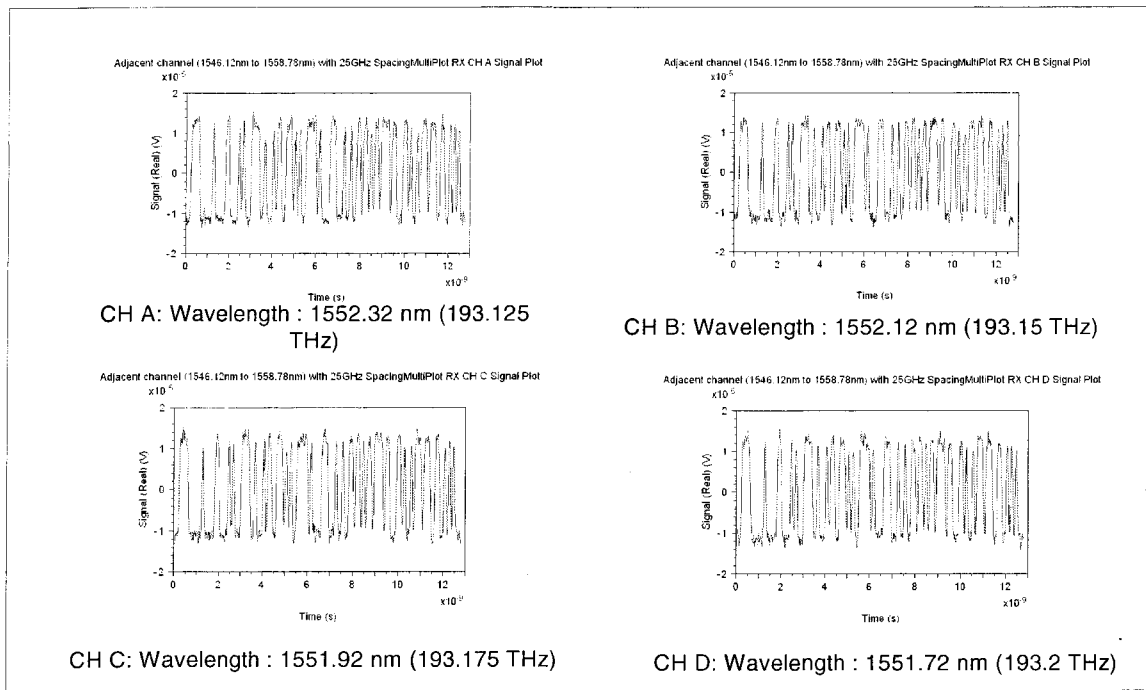 Adjacent channel (1546.12nm to 1558.78nm) with 25GHz SpacingMultiPlot RX CH A Signal Plot
x10⁻⁵
2
1
0
-1
-2
Signal (Real) (V)
0 2 4 6 8 10 12
x10⁻⁹
Time (s)
CH A: Wavelength : 1552.32 nm (193.125
THz)
Adjacent channel (1546.12nm to 1558.78nm) with 25GHz SpacingMultiPlot RX CH B Signal Plot
x10⁻⁵
2
1
0
-1
-2
Signal (Real) (V)
0 2 4 6 8 10 12
x10⁻⁹
Time (s)
CH B: Wavelength : 1552.12 nm (193.15 THz)
Adjacent channel (1546.12nm to 1558.78nm) with 25GHz SpacingMultiPlot RX CH C Signal Plot
x10⁻⁵
2
1
0
-1
-2
Signal (Real) (V)
0 2 4 6 8 10 12
x10⁻⁹
Time (s)
CH C: Wavelength : 1551.92 nm (193.175 THz)
Adjacent channel (1546.12nm to 1558.78nm) with 25GHz SpacingMultiPlot RX CH D Signal Plot
x10⁻⁵
2
1
0
-1
-2
Signal (Real) (V)
0 2 4 6 8 10 12
x10⁻⁹
Time (s)
CH D: Wavelength : 1551.72 nm (193.2 THz)